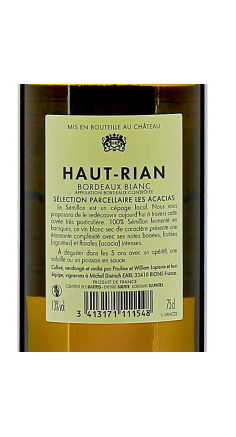 MIS EN BOUTEILLE AU CHÂTEAU
HAUT-RIAN
BORDEAUX BLANC
APPELLATION BORDEAUX CONTRÔLÉE
SÉLECTION PARCELLAIRE LES ACACIAS
Le Sémillon est un cépage local. Nous vous
proposons de le redécouvrir aujourd'hui à travers cette
cuvée très particulière. 100% Sémillon fermenté en
barriques, ce vin blanc sec de caractère présente une
étonnante complexité avec ses notes boisées, fruitées
(agrumes) et florales (acacia) intenses.
A déguster dans les 5 ans avec un apéritif, une
volaille ou un poisson en sauce.
Cultivé, vendangé et vinifié par Pauline et William Lapierre et leur
équipe, vignerons à Michel Dietrich EARL 33410 RIONS France.
PRODUIT DE FRANCE
CONTIENT DES SULFITES - CONTAINS SULPHITES
13% vol.
75cl
3 413171 111548